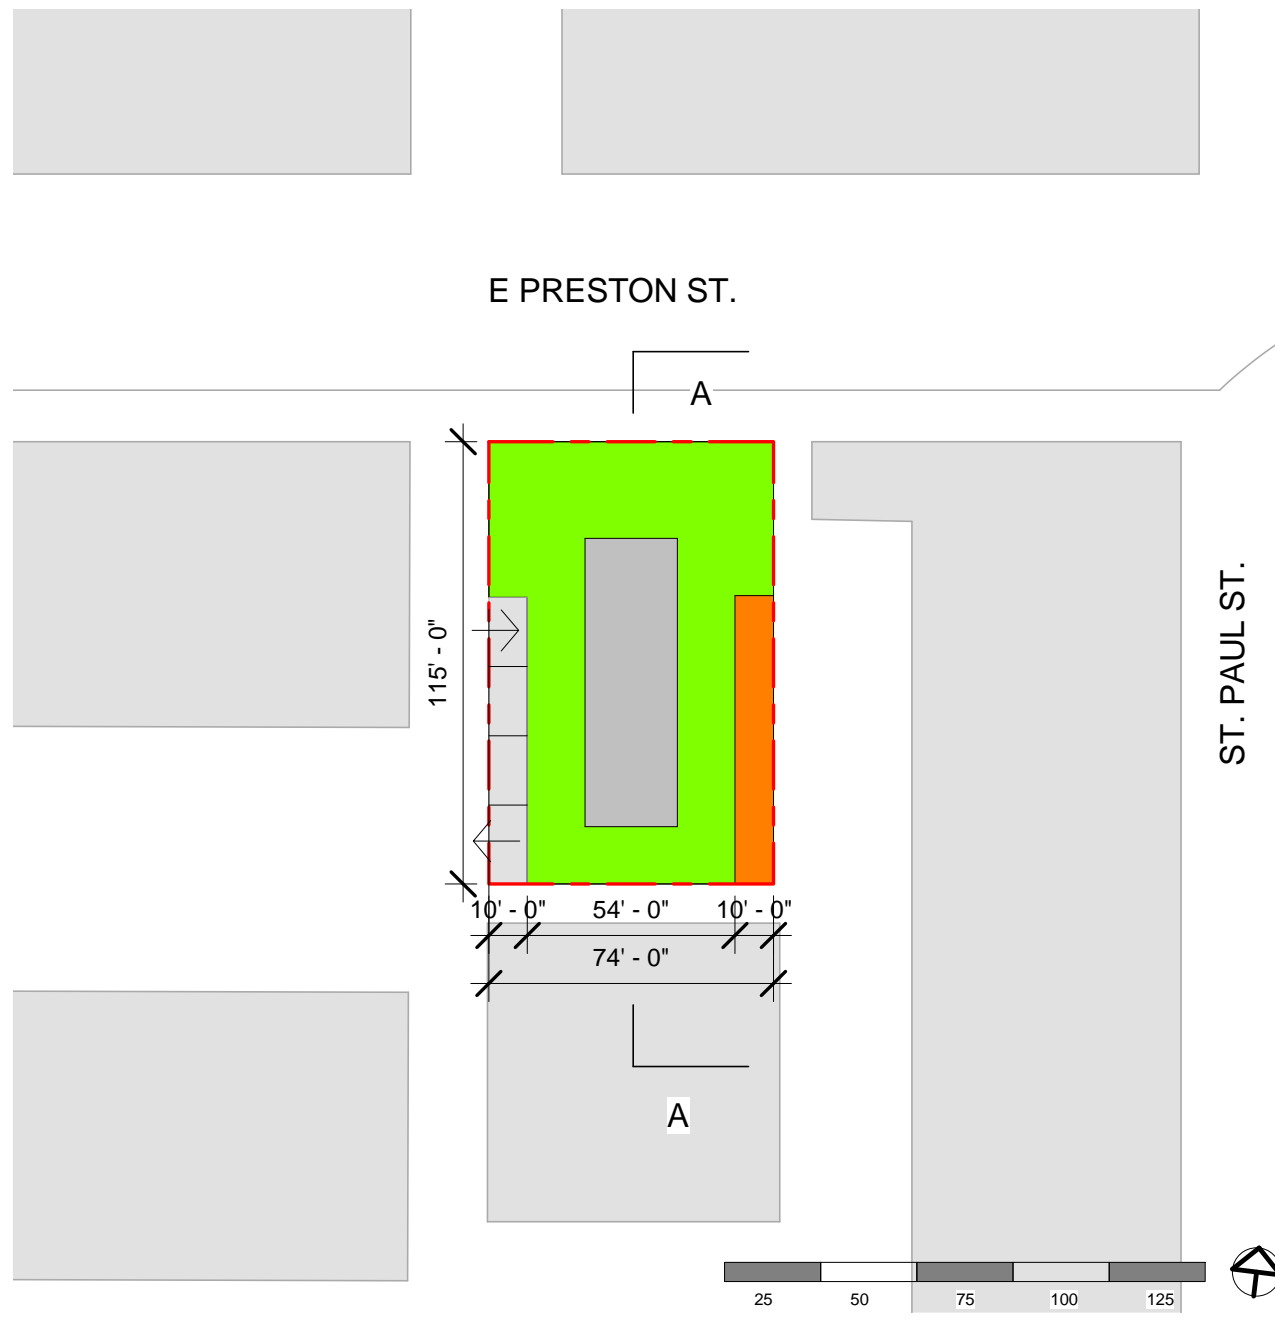 E PRESTON ST.
A
115' - 0"
ST. PAUL ST.
10' - 0" 54' - 0" 10' - 0"
74' - 0"
A
25 50 75 100 125